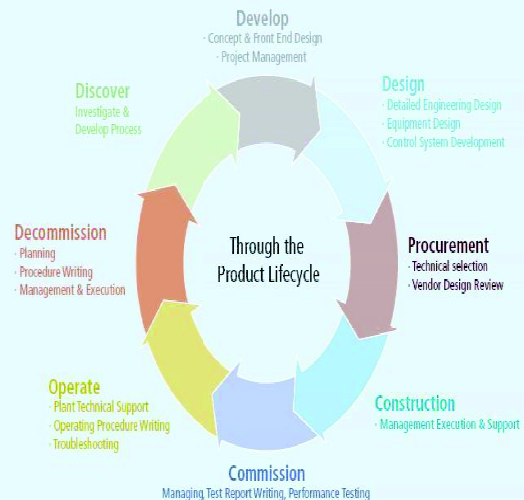 Develop
· Concept & Front End Design
· Project Management
Design
· Detailed Engineering Design
· Equipment Design
· Control System Development
Procurement
· Technical selection
· Vendor Design Review
Construction
· Management Execution & Support
Commission
Managing, Test Report Writing, Performance Testing
Operate
· Plant Technical Support
· Operating Procedure Writing
· Troubleshooting
Decommission
· Planning
· Procedure Writing
· Management & Execution
Discover
Investigate &
Develop Process
Through the
Product Lifecycle